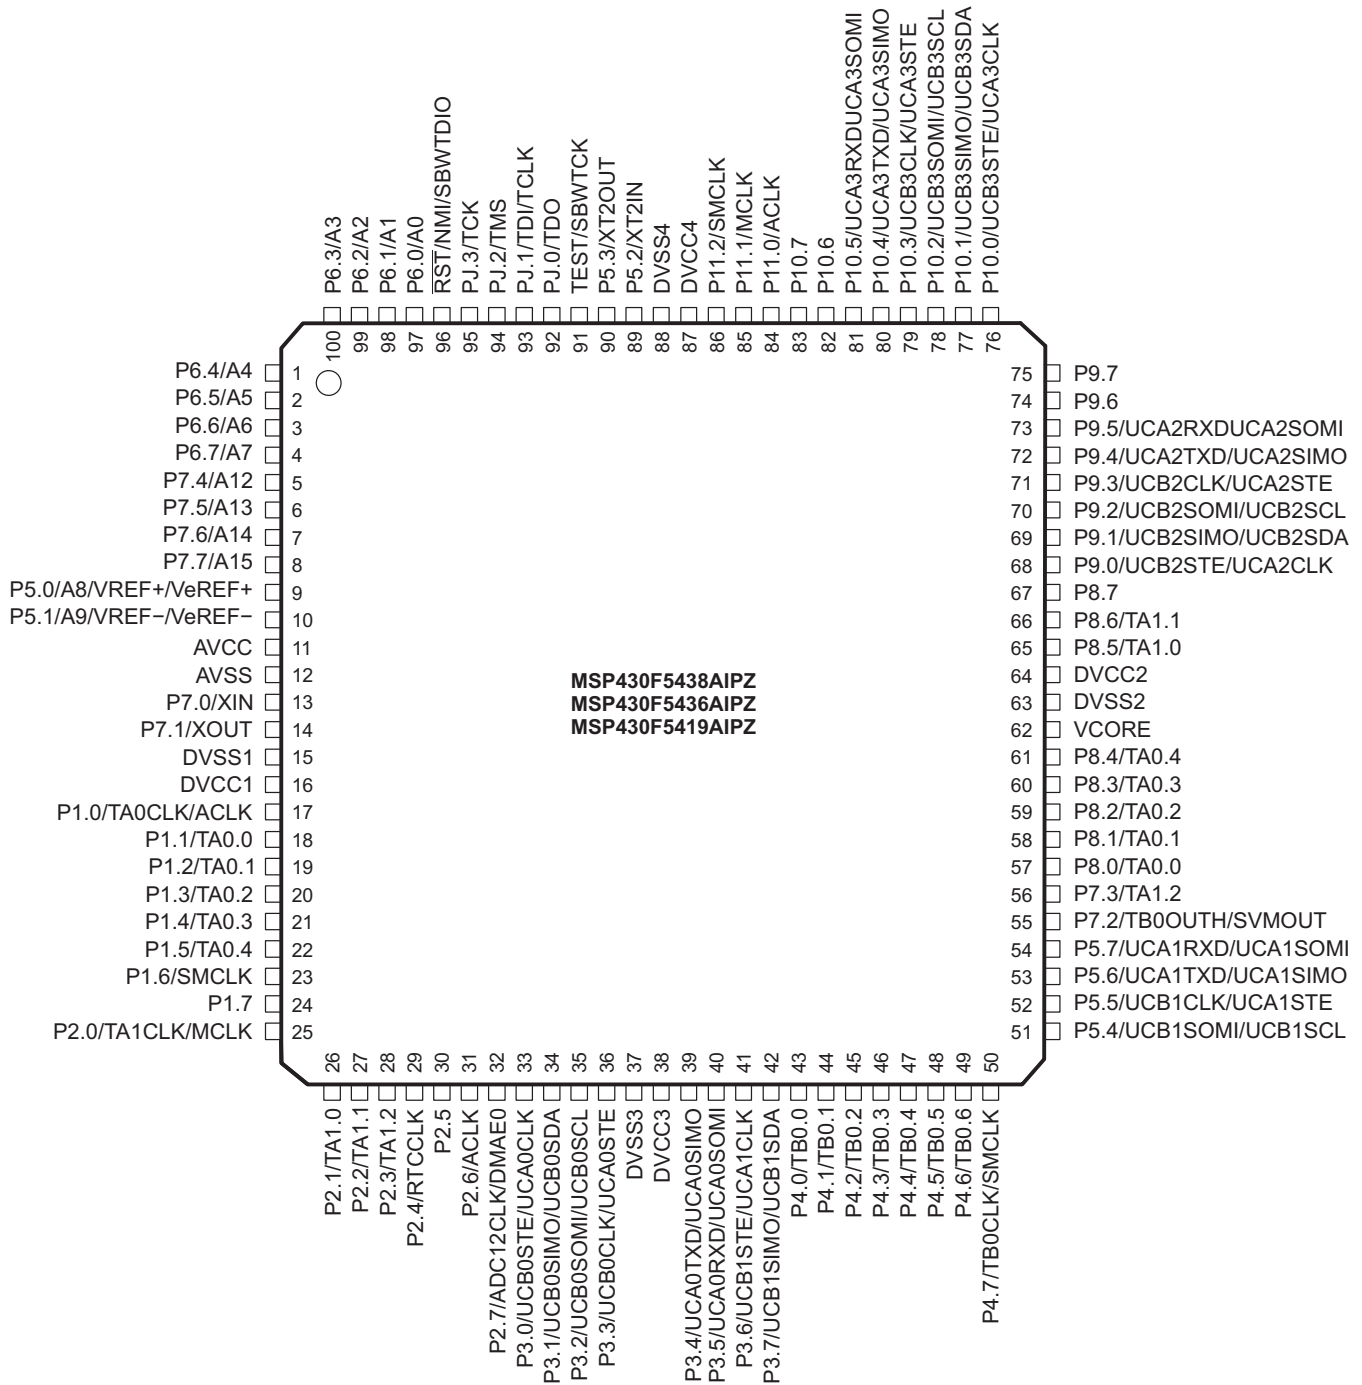 P6.3/A3
P6.2/A2
P6.1/A1
P6.0/A0
RST/NMI/SBWTDIO
PJ.3/TCK
PJ.2/TMS
PJ.1/TDI/TCLK
PJ.0/TDO
TEST/SBWTCK
P5.3/XT2OUT
P5.2/XT2IN
DVSS4
DVCC4
P11.2/SMCLK
P11.1/MCLK
P11.0/ACLK
P10.7
P10.6
P10.5/UCA3RXDUCA3SOMI
P10.4/UCA3TXD/UCA3SIMO
P10.3/UCB3CLK/UCA3STE
P10.2/UCB3SOMI/UCB3SCL
P10.1/UCB3SIMO/UCB3SDA
P10.0/UCB3STE/UCA3CLK
100
99
98
97
96
95
94
93
92
91
90
89
88
87
86
85
84
83
82
81
80
79
78
77
76
P6.4/A4 1
P6.5/A5 2
P6.6/A6 3
P6.7/A7 4
P7.4/A12 5
P7.5/A13 6
P7.6/A14 7
P7.7/A15 8
P5.0/A8/VREF+/VeREF+ 9
P5.1/A9/VREF−/VeREF− 10
AVCC 11
AVSS 12
P7.0/XIN 13
P7.1/XOUT 14
DVSS1 15
DVCC1 16
P1.0/TA0CLK/ACLK 17
P1.1/TA0.0 18
P1.2/TA0.1 19
P1.3/TA0.2 20
P1.4/TA0.3 21
P1.5/TA0.4 22
P1.6/SMCLK 23
P1.7 24
P2.0/TA1CLK/MCLK 25
MSP430F5438AIPZ
MSP430F5436AIPZ
MSP430F5419AIPZ
75 P9.7
74 P9.6
73 P9.5/UCA2RXDUCA2SOMI
72 P9.4/UCA2TXD/UCA2SIMO
71 P9.3/UCB2CLK/UCA2STE
70 P9.2/UCB2SOMI/UCB2SCL
69 P9.1/UCB2SIMO/UCB2SDA
68 P9.0/UCB2STE/UCA2CLK
67 P8.7
66 P8.6/TA1.1
65 P8.5/TA1.0
64 DVCC2
63 DVSS2
62 VCORE
61 P8.4/TA0.4
60 P8.3/TA0.3
59 P8.2/TA0.2
58 P8.1/TA0.1
57 P8.0/TA0.0
56 P7.3/TA1.2
55 P7.2/TB0OUTH/SVMOUT
54 P5.7/UCA1RXD/UCA1SOMI
53 P5.6/UCA1TXD/UCA1SIMO
52 P5.5/UCB1CLK/UCA1STE
51 P5.4/UCB1SOMI/UCB1SCL
26
27
28
29
30
31
32
33
34
35
36
37
38
39
40
41
42
43
44
45
46
47
48
49
50
P2.1/TA1.0
P2.2/TA1.1
P2.3/TA1.2
P2.4/RTCCLK
P2.5
P2.6/ACLK
P2.7/ADC12CLK/DMAE0
P3.0/UCB0STE/UCA0CLK
P3.1/UCB0SIMO/UCB0SDA
P3.2/UCB0SOMI/UCB0SCL
P3.3/UCB0CLK/UCA0STE
DVSS3
DVCC3
P3.4/UCA0TXD/UCA0SIMO
P3.5/UCA0RXD/UCA0SOMI
P3.6/UCB1STE/UCA1CLK
P3.7/UCB1SIMO/UCB1SDA
P4.0/TB0.0
P4.1/TB0.1
P4.2/TB0.2
P4.3/TB0.3
P4.4/TB0.4
P4.5/TB0.5
P4.6/TB0.6
P4.7/TB0CLK/SMCLK